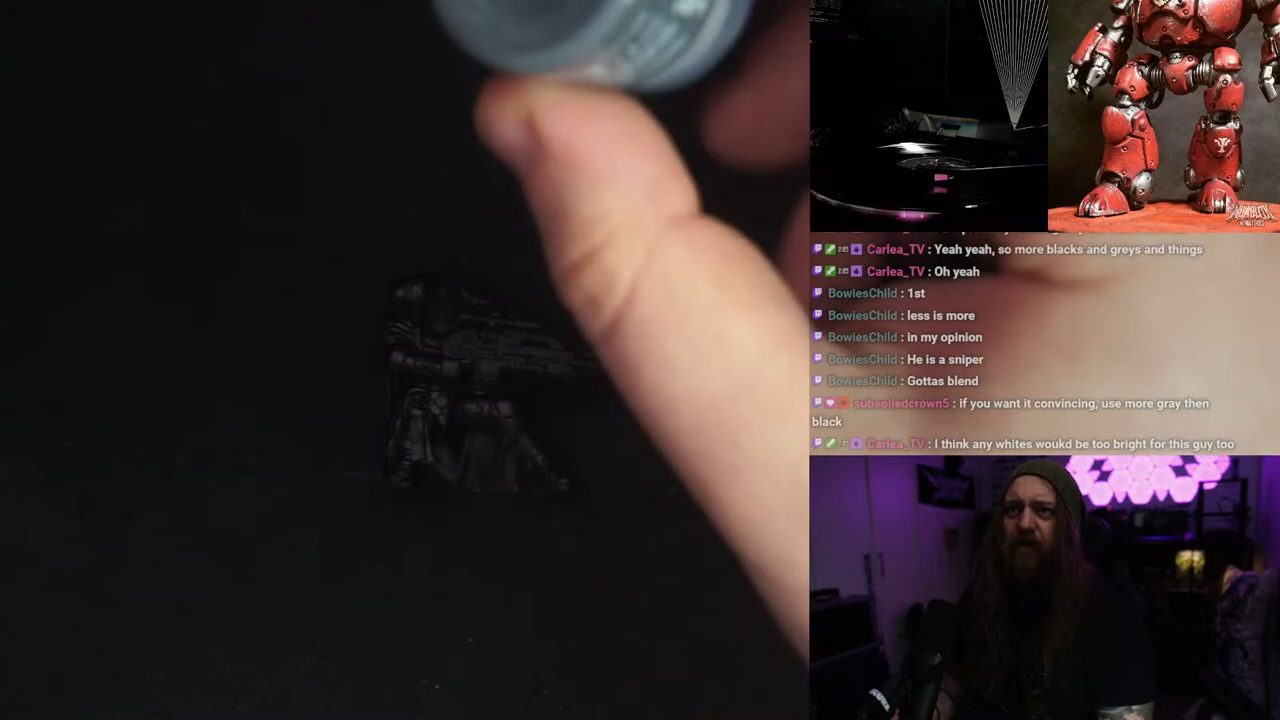 Carlea_TV : Yeah yeah, so more blacks and greys and things
Carlea_TV : Oh yeah
BowiesChild : 1st
BowiesChild : less is more
BowiesChild : in my opinion
BowiesChild : He is a sniper
BowiesChild : Gottas blend
subsoiledcrown5 : if you want it convincing, use more gray then
black
Carlea_TV : I think any whites woukd be too bright for this guy too